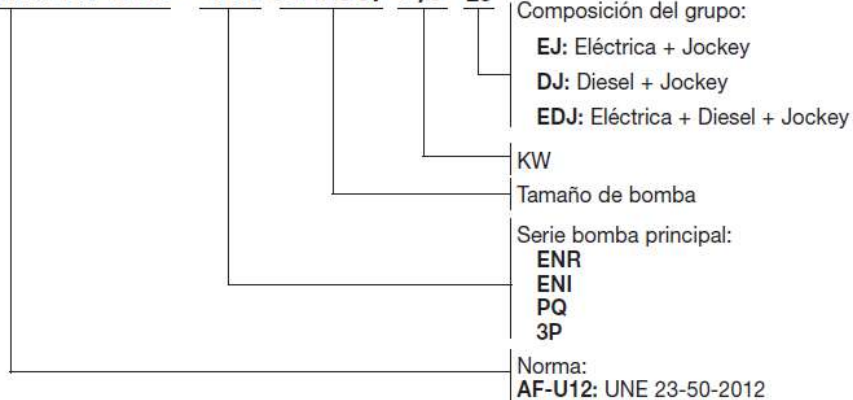 Composición del grupo:
EJ: Eléctrica + Jockey
DJ: Diesel + Jockey
EDJ: Eléctrica + Diesel + Jockey
KW
Tamaño de bomba
Serie bomba principal:
ENR
ENI
PQ
3P
Norma:
AF-U12: UNE 23-50-2012